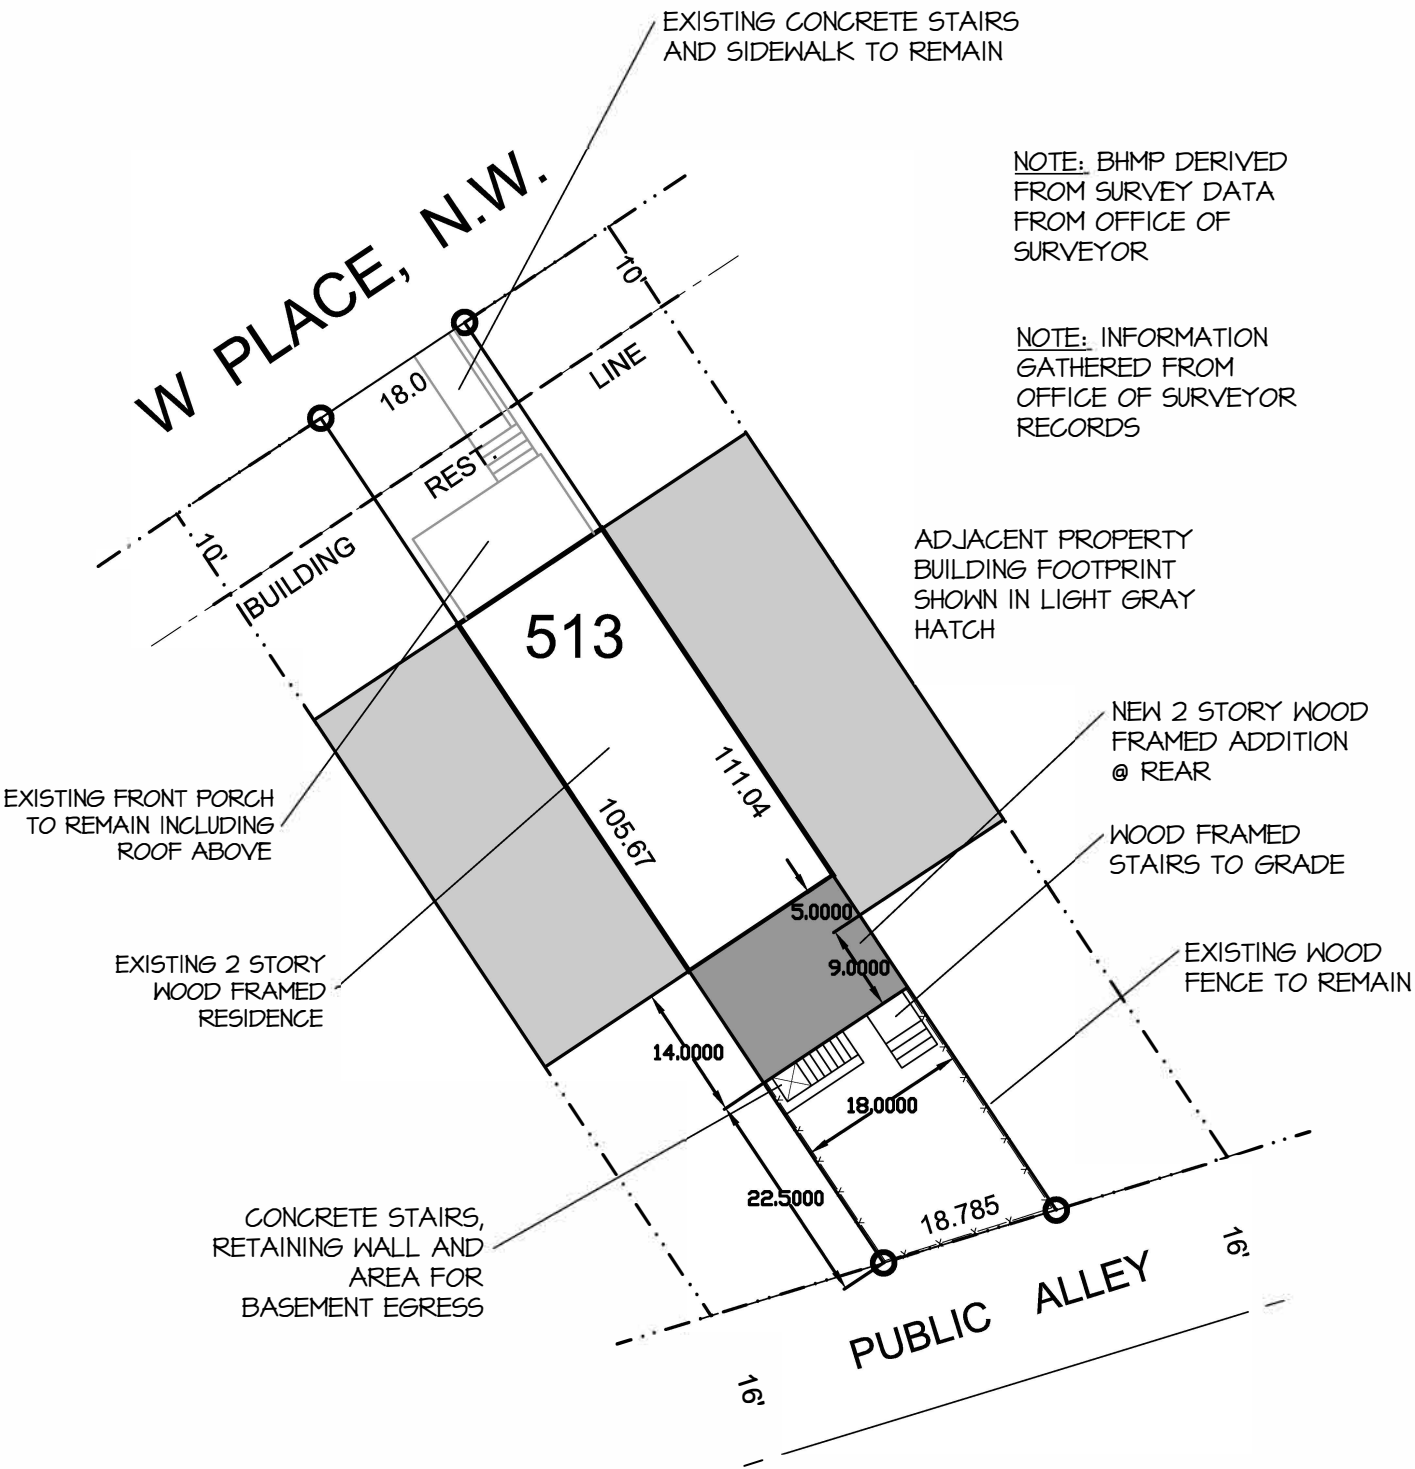 EXISTING CONCRETE STAIRS
AND SIDEWALK TO REMAIN
W PLACE, N.W.
NOTE: BHMP DERIVED
FROM SURVEY DATA
FROM OFFICE OF
SURVEYOR
NOTE: INFORMATION
GATHERED FROM
OFFICE OF SURVEYOR
RECORDS
10'
18.0
10'
BUILDING REST. LINE
513
ADJACENT PROPERTY
BUILDING FOOTPRINT
SHOWN IN LIGHT GRAY
HATCH
NEW 2 STORY WOOD
FRAMED ADDITION
@ REAR
EXISTING FRONT PORCH
TO REMAIN INCLUDING
ROOF ABOVE
105.67
111.04
WOOD FRAMED
STAIRS TO GRADE
5.0000
9.0000
EXISTING 2 STORY
WOOD FRAMED
RESIDENCE
EXISTING WOOD
FENCE TO REMAIN
14.0000
18.0000
22.5000
18.785
CONCRETE STAIRS,
RETAINING WALL AND
AREA FOR
BASEMENT EGRESS
PUBLIC ALLEY
16'
16'